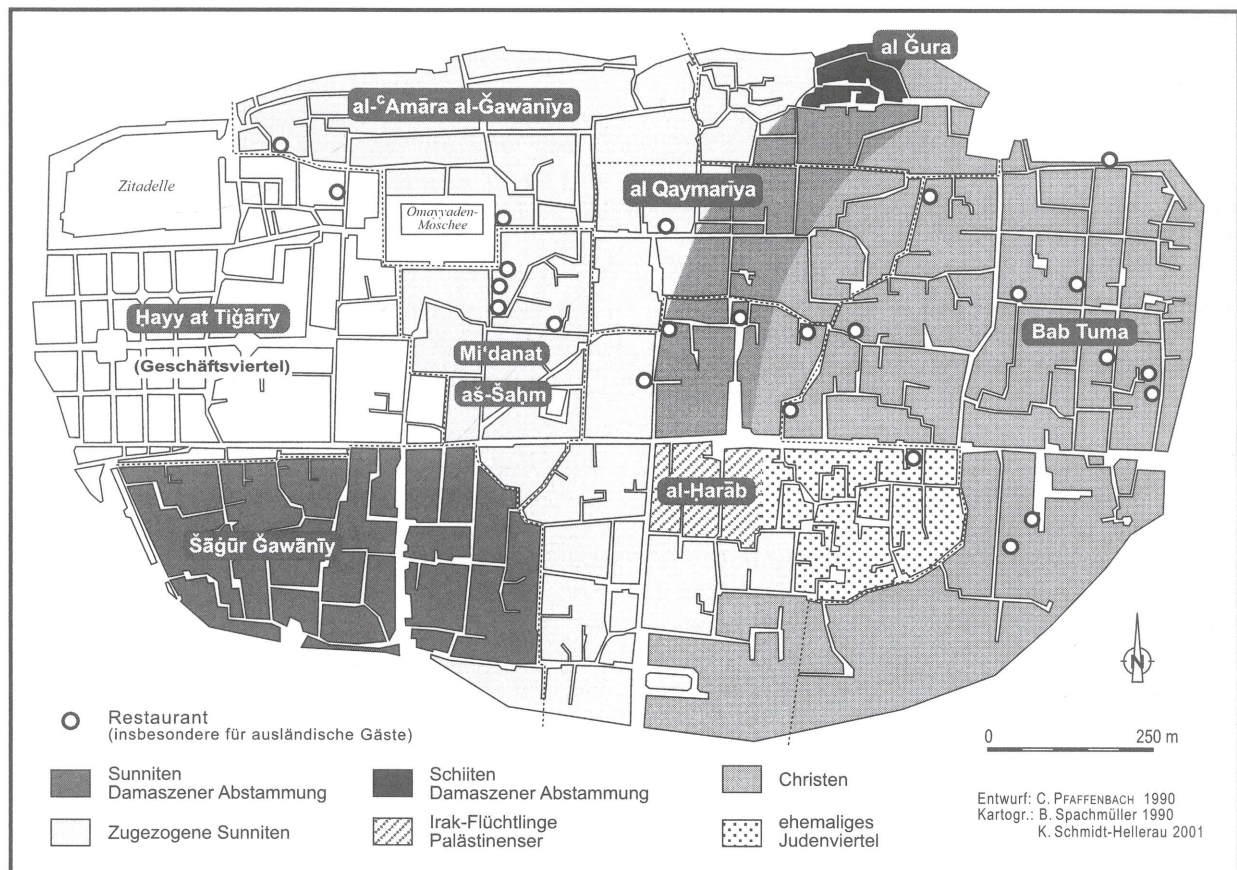 al Ǧura
al-ᶜAmāra al-Ǧawānīya
Zitadelle
al Qaymarīya
Omayyaden-
Moschee
Ḥayy at Tiǧārīy
(Geschäftsviertel)
Mi'danat
aš-Šaḥm
Bab Tuma
al-Ḥarāb
Šāġūr Ǧawānīy
N
Restaurant
(insbesondere für ausländische Gäste)
0 250 m
Sunniten
Damaszener Abstammung
Schiiten
Damaszener Abstammung
Christen
Zugezogene Sunniten
Irak-Flüchtlinge
Palästinenser
ehemaliges
Judenviertel
Entwurf: C. PFAFFENBACH 1990
Kartogr.: B. Spachmüller 1990
K. Schmidt-Hellerau 2001